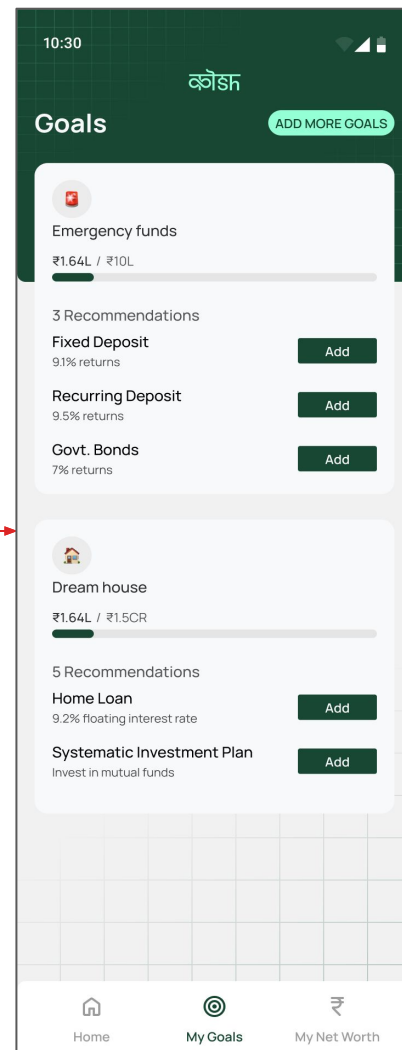 10:30
कोsh
Goals
ADD MORE GOALS
Emergency funds
₹1.64L / ₹10L
3 Recommendations
Fixed Deposit
9.1% returns
Add
Recurring Deposit
9.5% returns
Add
Govt. Bonds
7% returns
Add
Dream house
₹1.64L / ₹1.5CR
5 Recommendations
Home Loan
9.2% floating interest rate
Add
Systematic Investment Plan
Invest in mutual funds
Add
Home
My Goals
₹
My Net Worth